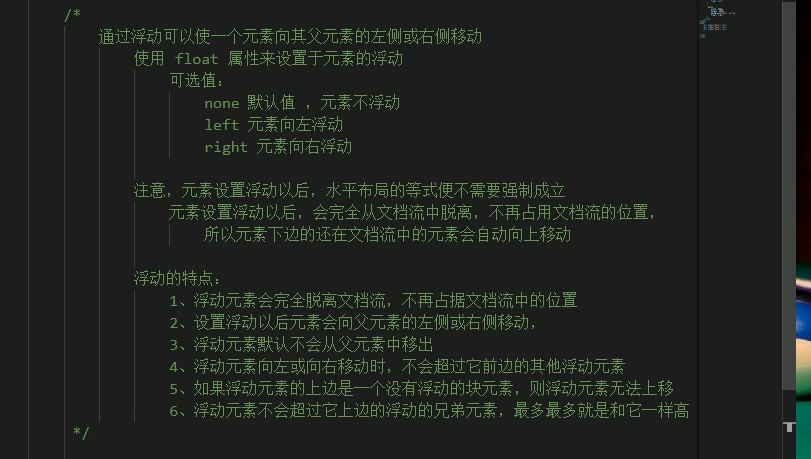 /*
通过浮动可以使一个元素向其父元素的左侧或右侧移动
使用 float 属性来设置于元素的浮动
可选值:
none 默认值 , 元素不浮动
left 元素向左浮动
right 元素向右浮动
注意, 元素设置浮动以后, 水平布局的等式便不需要强制成立
元素设置浮动以后, 会完全从文档流中脱离, 不再占用文档流的位置,
所以元素下边的还在文档流中的元素会自动向上移动
浮动的特点:
1、浮动元素会完全脱离文档流, 不再占据文档流中的位置
2、设置浮动以后元素会向父元素的左侧或右侧移动,
3、浮动元素默认不会从父元素中移出
4、浮动元素向左或向右移动时, 不会超过它前边的其他浮动元素
5、如果浮动元素的上边是一个没有浮动的块元素, 则浮动元素无法上移
6、浮动元素不会超过它上边的浮动的兄弟元素, 最多最多就是和它一样高
*/